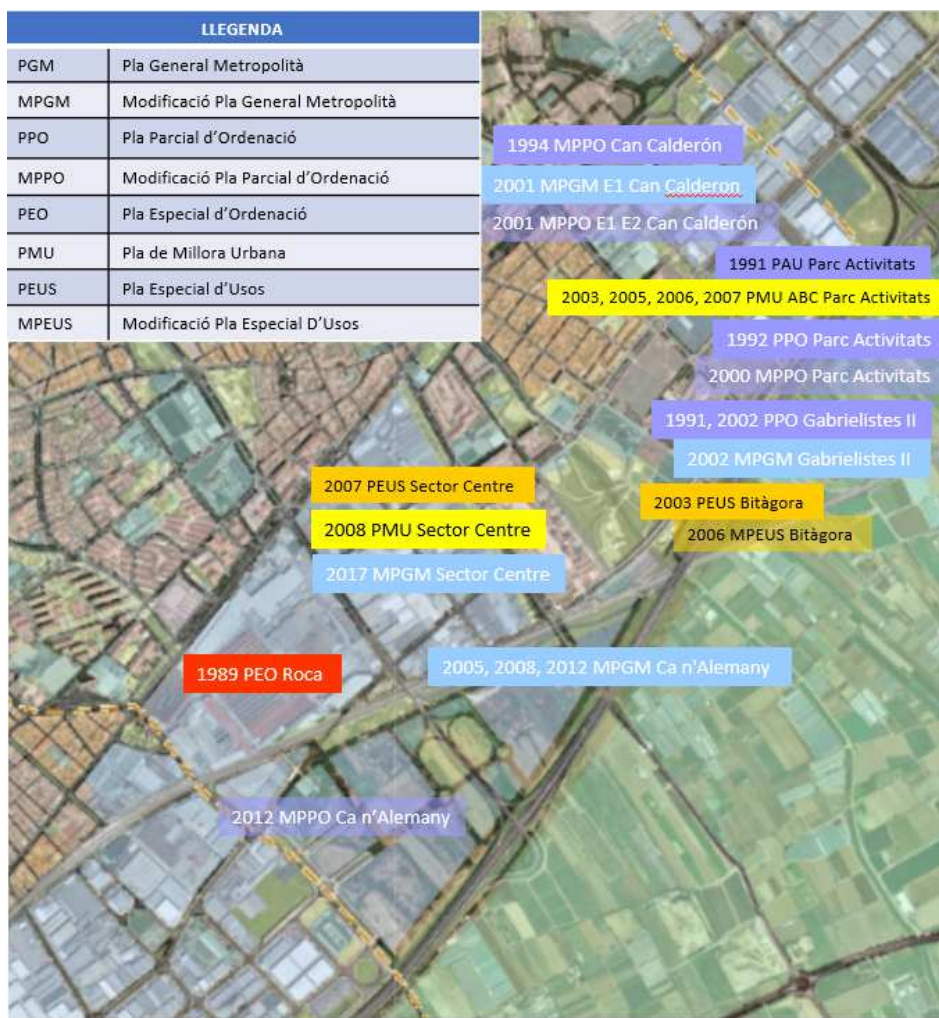 LLEGENDA
PGM Pla General Metropolità
MPGM Modificació Pla General Metropolità
PPO Pla Parcial d’Ordenació
MPPO Modificació Pla Parcial d’Ordenació
PEO Pla Especial d’Ordenació
PMU Pla de Millora Urbana
PEUS Pla Especial d’Usos
MPEUS Modificació Pla Especial D’Usos
1994 MPPO Can Calderón
2001 MPGM E1 Can Calderon
2001 MPPO E1 E2 Can Calderón
1991 PAU Parc Activitats
2003, 2005, 2006, 2007 PMU ABC Parc Activitats
1992 PPO Parc Activitats
2000 MPPO Parc Activitats
1991, 2002 PPO Gabrielistes II
2002 MPGM Gabrielistes II
2007 PEUS Sector Centre
2003 PEUS Bitàgora
2008 PMU Sector Centre
2006 MPEUS Bitàgora
2017 MPGM Sector Centre
1989 PEO Roca
2005, 2008, 2012 MPGM Ca n'Alemany
2012 MPPO Ca n’Alemany